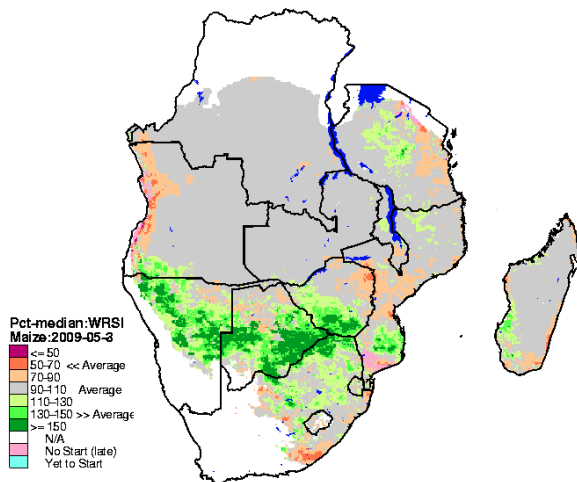 Pct-median:WRSI
Maize:2009-05-3
<= 50
50-70 << Average
70-90
90-110 Average
110-130
130-150 >> Average
>= 150
N/A
No Start (late)
Yet to Start